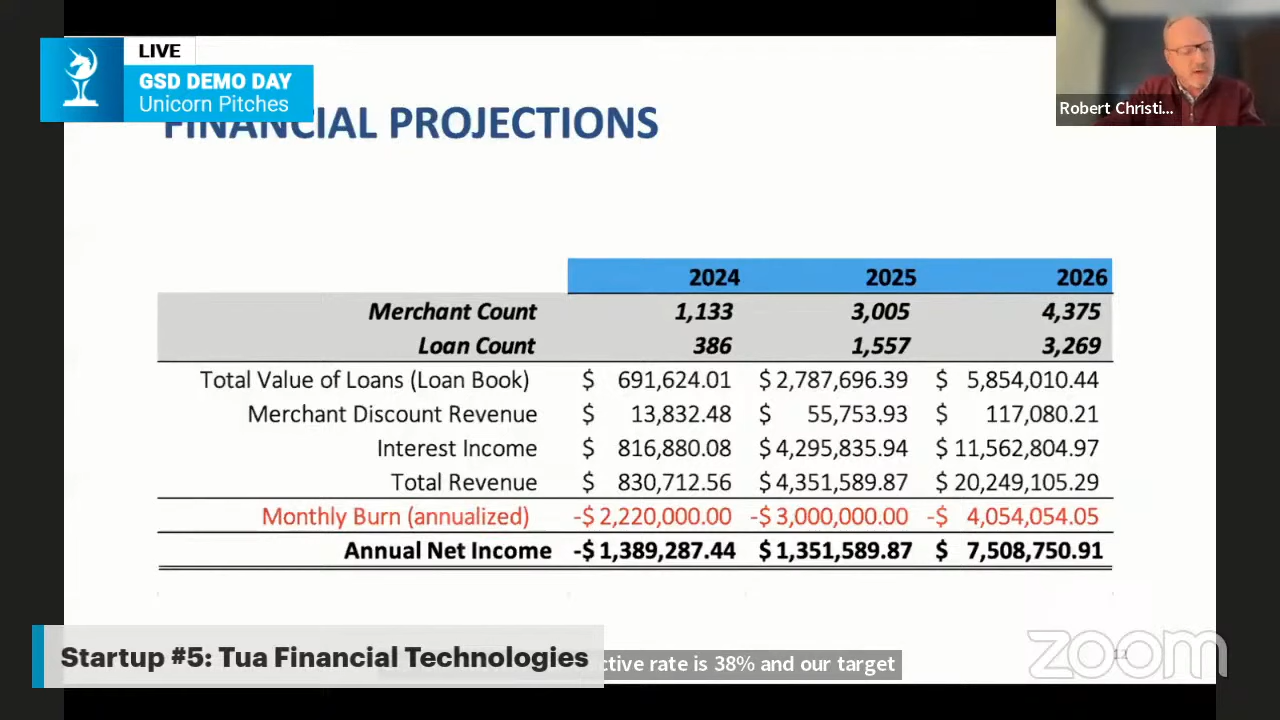 LIVE
GSD DEMO DAY
Unicorn Pitches
FINANCIAL PROJECTIONS
Robert Christi...
2024 2025 2026
Merchant Count 1,133 3,005 4,375
Loan Count 386 1,557 3,269
Total Value of Loans (Loan Book) $ 691,624.01 $ 2,787,696.39 $ 5,854,010.44
Merchant Discount Revenue $ 13,832.48 $ 55,753.93 $ 117,080.21
Interest Income $ 816,880.08 $ 4,295,835.94 $ 11,562,804.97
Total Revenue $ 830,712.56 $ 4,351,589.87 $ 20,249,105.29
Monthly Burn (annualized) -$ 2,220,000.00 -$ 3,000,000.00 -$ 4,054,054.05
Annual Net Income -$ 1,389,287.44 $ 1,351,589.87 $ 7,508,750.91
Startup #5: Tua Financial Technologies
ctive rate is 38% and our target
zoom
12